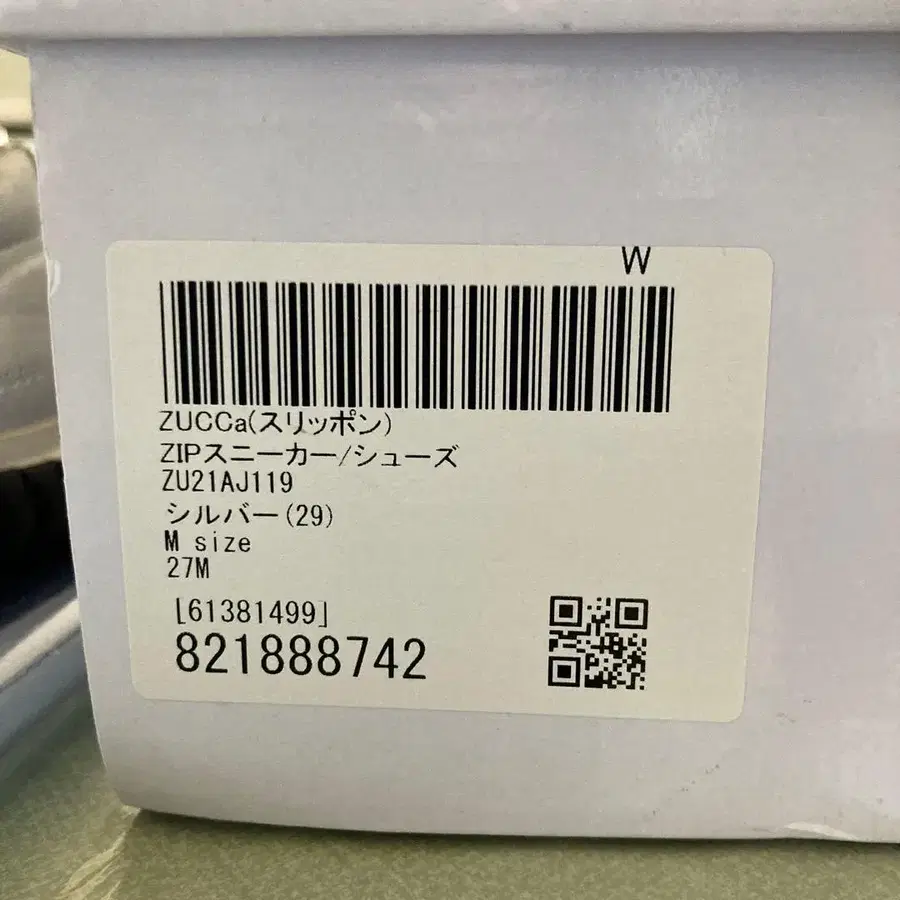 W
ZUCCa(スリッポン)
ZIPスニーカー/シューズ
ZU21AJ119
シルバー(29)
M size
27M
[61381499]
821888742